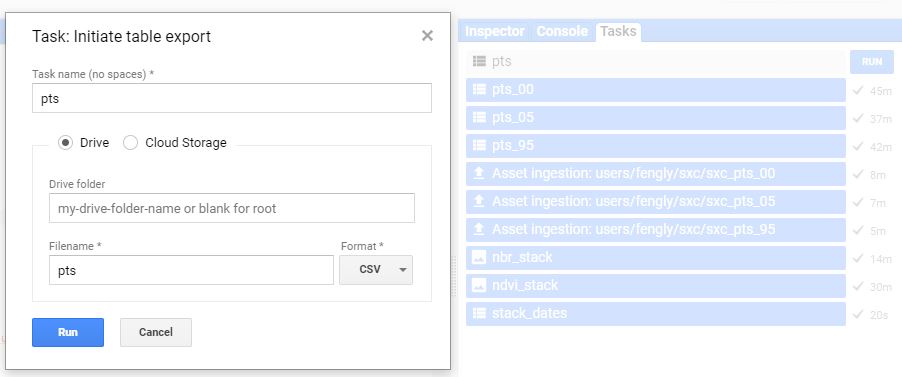 Task: Initiate table export
Task name (no spaces) *
pts
Drive Cloud Storage
Drive folder
my-drive-folder-name or blank for root
Filename * Format *
pts CSV
Run Cancel
Inspector Console Tasks
pts RUN
pts_00 45m
pts_05 37m
pts_95 42m
Asset ingestion: users/fengly/sxc/sxc_pts_00 8m
Asset ingestion: users/fengly/sxc/sxc_pts_05 7m
Asset ingestion: users/fengly/sxc/sxc_pts_95 5m
nbr_stack 14m
ndvi_stack 30m
stack_dates 20s